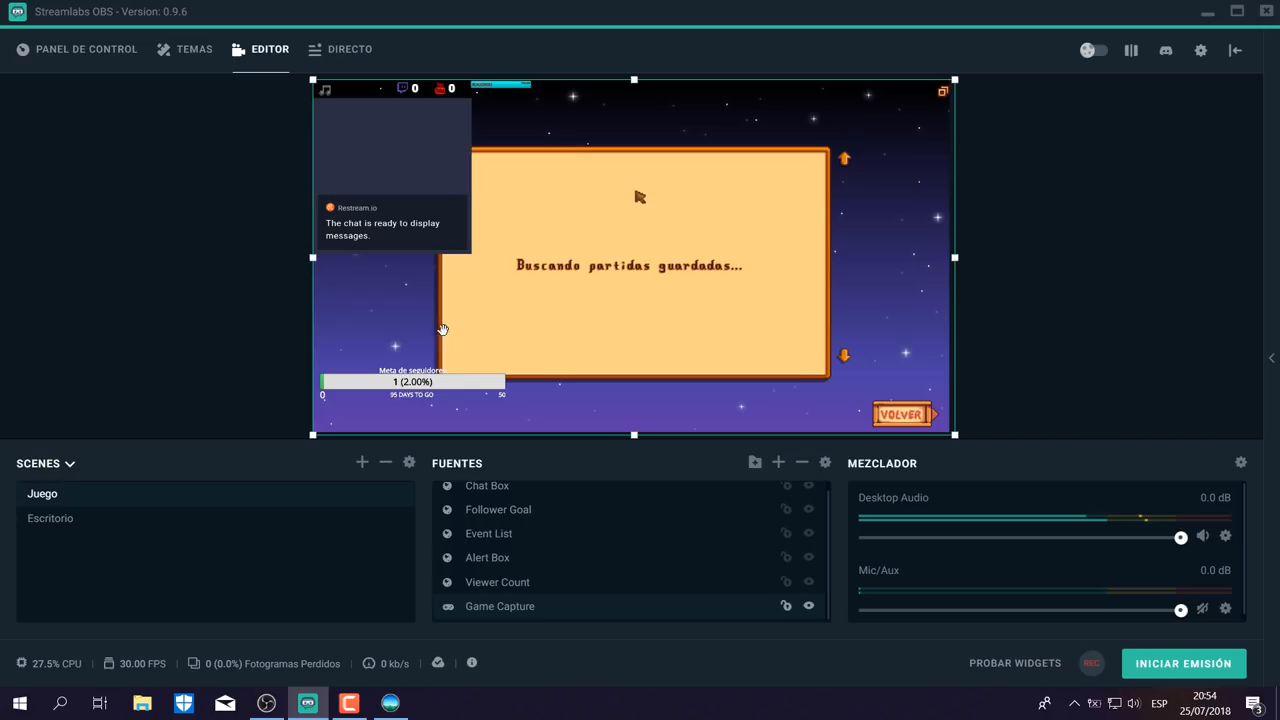 Streamlabs OBS - Version: 0.9.6
PANEL DE CONTROL
TEMAS
EDITOR
DIRECTO
0
0
Restream.io
The chat is ready to display
messages.
Buscando partidas guardadas...
Meta de seguidore
1 (2.00%)
0
95 DAYS TO GO
50
VOLVER
SCENES
FUENTES
MEZCLADOR
Juego
Escritorio
Chat Box
Follower Goal
Event List
Alert Box
Viewer Count
Game Capture
Desktop Audio
0.0 dB
Mic/Aux
0.0 dB
27.5% CPU
30.00 FPS
0 (0.0%) Fotogramas Perdidos
0 kb/s
PROBAR WIDGETS
REC
INICIAR EMISIÓN
ESP
20:54
25/07/2018
3